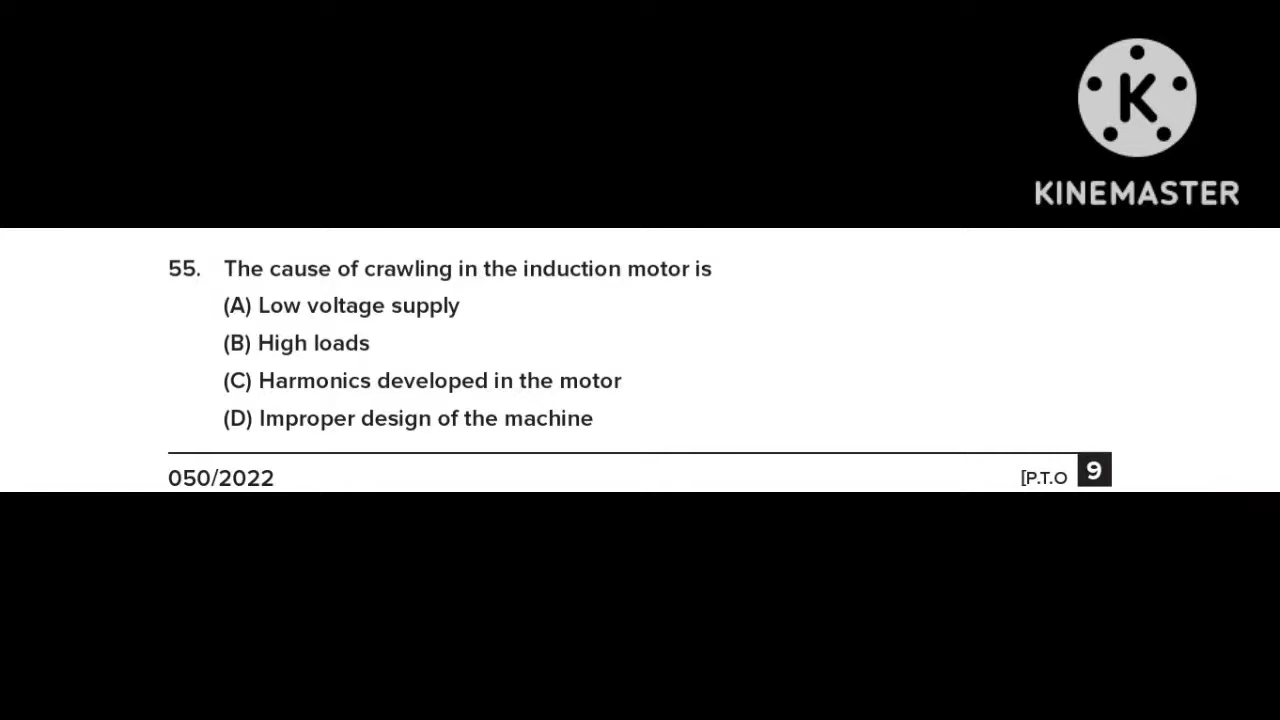 K
KINEMASTER
55. The cause of crawling in the induction motor is
(A) Low voltage supply
(B) High loads
(C) Harmonics developed in the motor
(D) Improper design of the machine
050/2022 [P.T.O 9